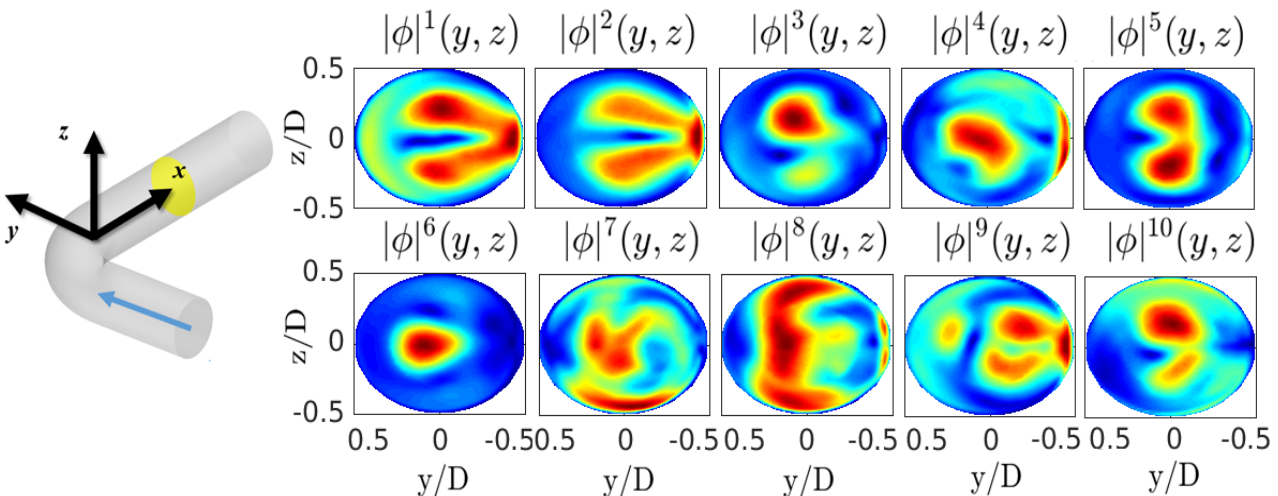 |ϕ|¹(y, z) |ϕ|²(y, z) |ϕ|³(y, z) |ϕ|⁴(y, z) |ϕ|⁵(y, z)
z
x
y
0.5
0
-0.5
z/D
|ϕ|⁶(y, z) |ϕ|⁷(y, z) |ϕ|⁸(y, z) |ϕ|⁹(y, z) |ϕ|¹⁰(y, z)
0.5
0
-0.5
z/D
0.5 0 -0.5 0.5 0 -0.5 0.5 0 -0.5 0.5 0 -0.5 0.5 0 -0.5
y/D y/D y/D y/D y/D